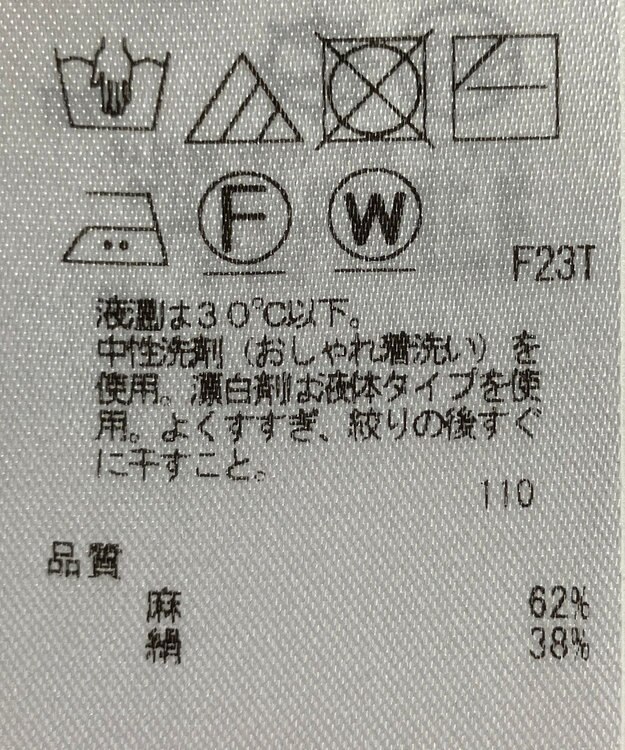 F
W
F23T
液温は30℃以下。
中性洗剤（おしゃれ着洗い）を
使用。漂白剤は液体タイプを使
用。よくすすぎ、絞りの後すぐ
に干すこと。
110
品質
麻 62%
絹 38%